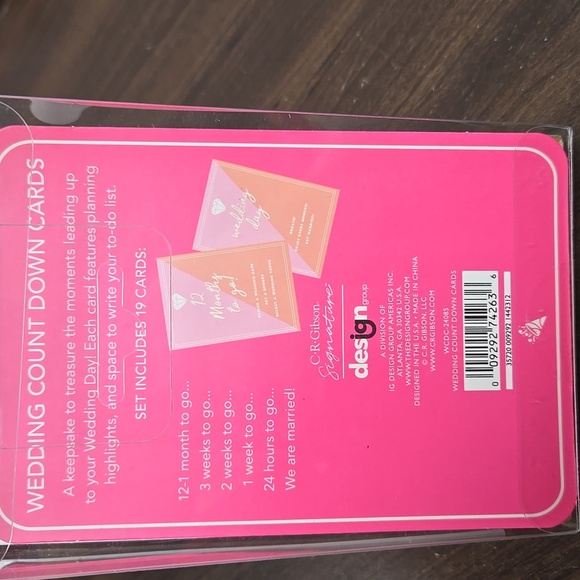 WEDDING COUNT DOWN CARDS
A keepsake to treasure the moments leading up
to your Wedding Day! Each card features planning
highlights, and space to write your to-do list.
SET INCLUDES 19 CARDS:
12-1 month to go...
3 weeks to go...
2 weeks to go...
1 week to go...
24 hours to go...
We are married!
12
Months
to go!
wedding
day
C.R. Gibson.
Signature
design group
A DIVISION OF
IG DESIGN GROUP AMERICAS INC.
ATLANTA, GA 30342 U.S.A.
WWW.THEDESIGNGROUP.COM
DESIGNED IN THE U.S.A. • MADE IN CHINA
© C.R. GIBSON, LLC
WWW.CRGIBSON.COM
WCDC-24085
WEDDING COUNT DOWN CARDS
0 09292 74263 6